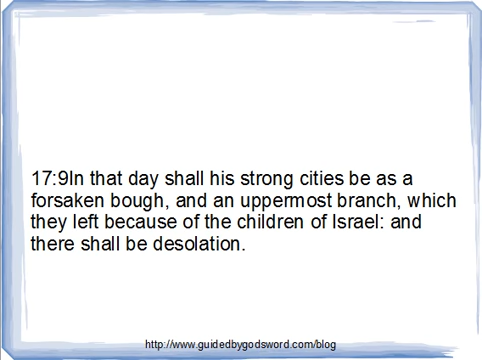 17:9In that day shall his strong cities be as a
forsaken bough, and an uppermost branch, which
they left because of the children of Israel: and
there shall be desolation.
http://www.guidedbygodsword.com/blog